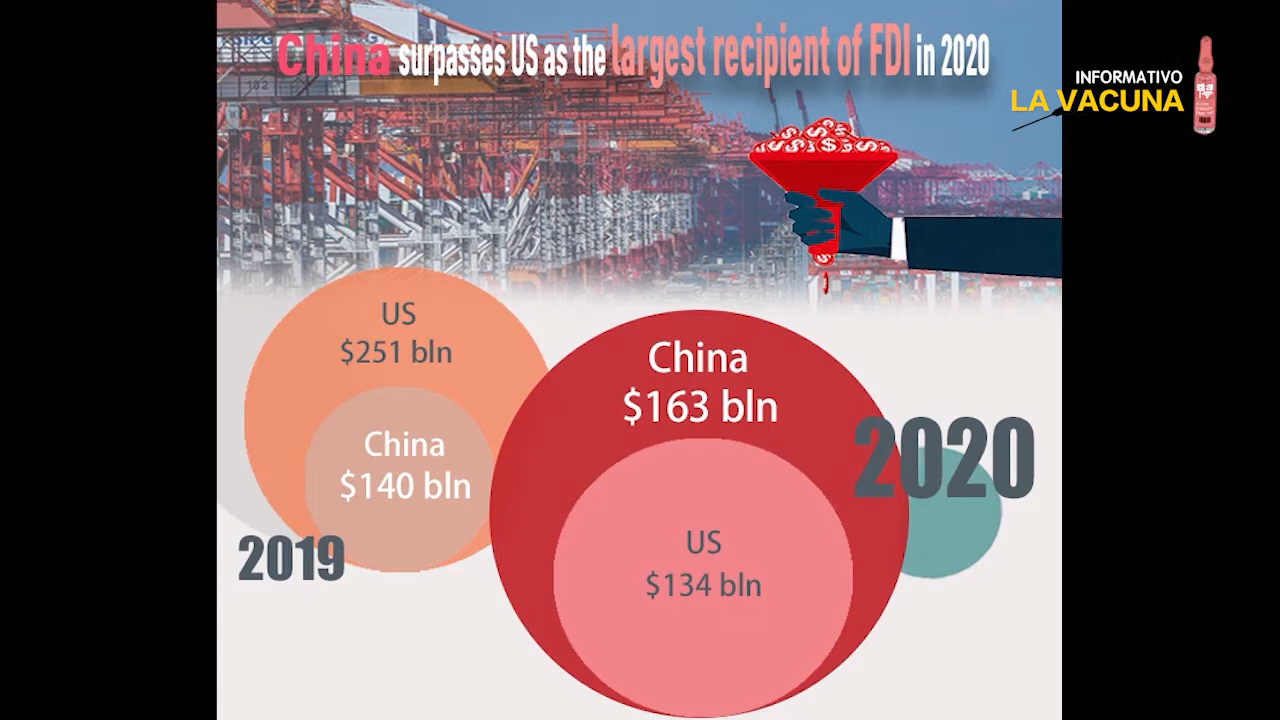 China surpasses US as the largest recipient of FDI in 2020
INFORMATIVO
LA VACUNA
US
$251 bln
China
$140 bln
2019
China
$163 bln
US
$134 bln
2020